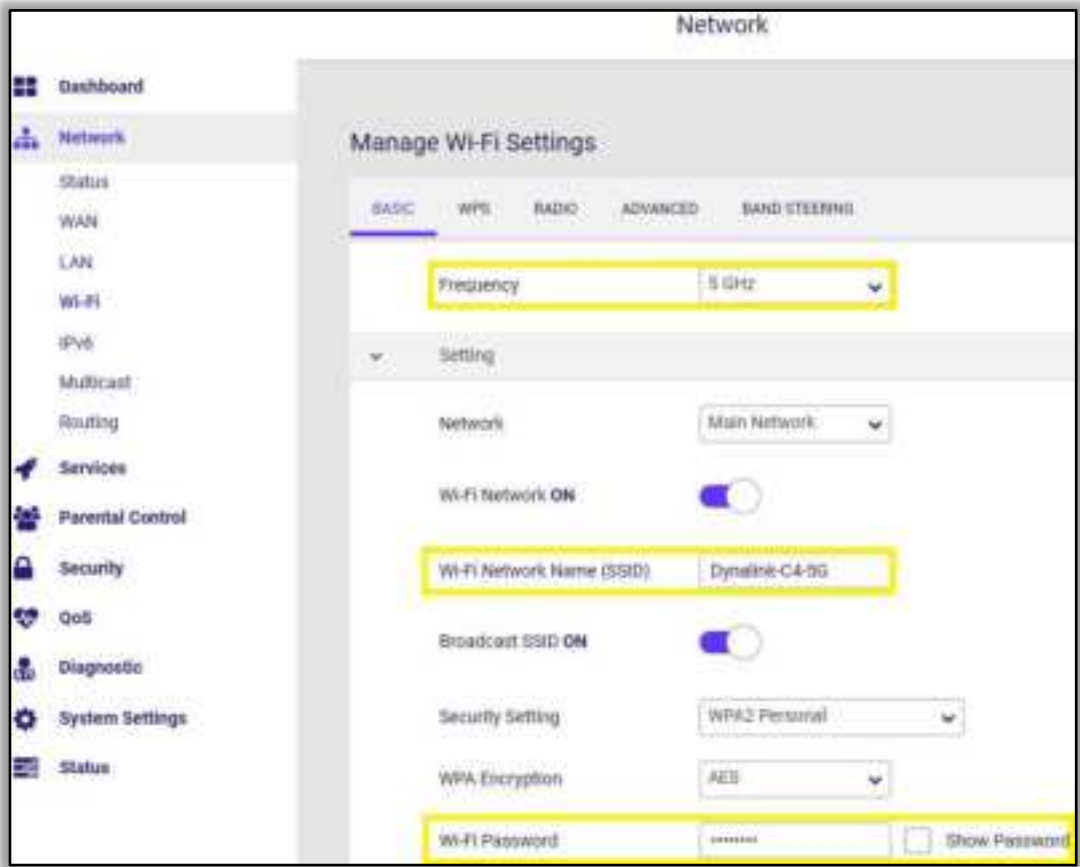 Network
Dashboard
Network
Status
WAN
LAN
Wi-Fi
IPv6
Multicast
Routing
Services
Parental Control
Security
QoS
Diagnostic
System Settings
Status
Manage Wi-Fi Settings
BASIC WPS RADIO ADVANCED BAND STEERING
Frequency 5 GHz
Setting
Network Main Network
Wi-Fi Network ON
Wi-Fi Network Name (SSID) Dynalink-C4-5G
Broadcast SSID ON
Security Setting WPA2 Personal
WPA Encryption AES
Wi-Fi Password ******** Show Password